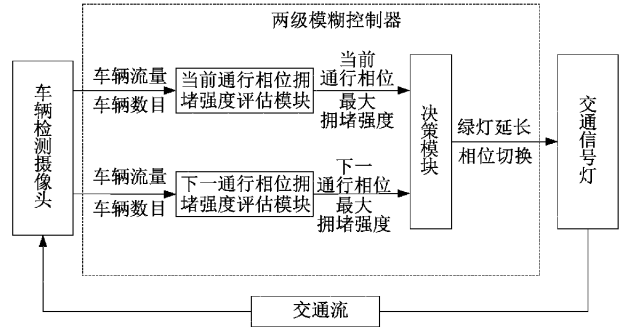 两级模糊控制器
车辆检测摄像头
车辆流量
车辆数目
当前通行相位拥
堵强度评估模块
当前
通行相位
最大
拥堵强度
车辆流量
车辆数目
下一通行相位拥
堵强度评估模块
下一
通行相位
最大
拥堵强度
决策模块
绿灯延长
相位切换
交通信号灯
交通流